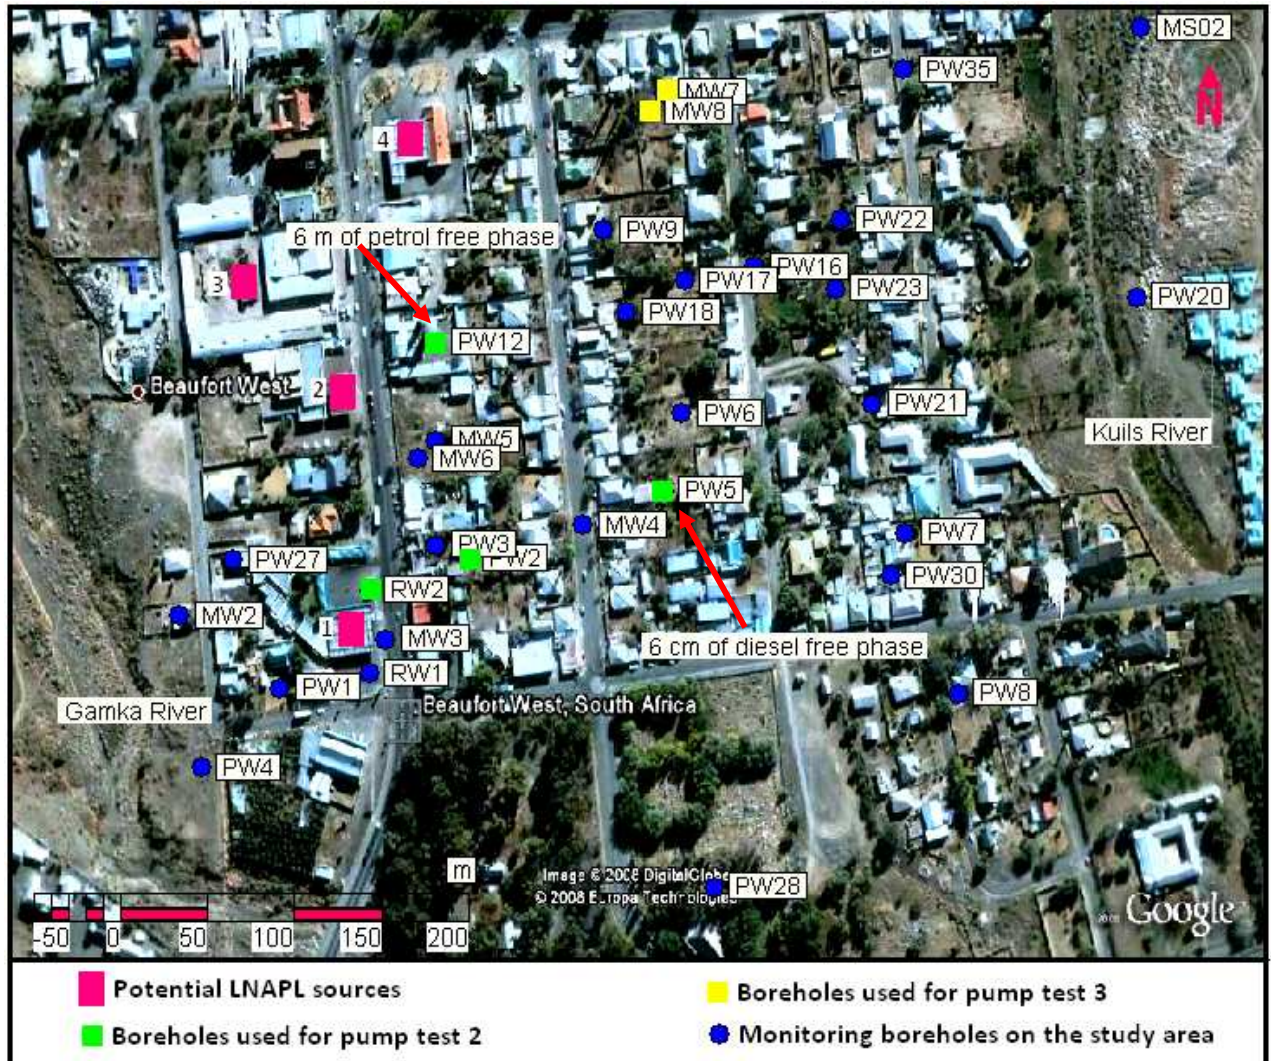 MS02
PW35
N
MW7
MW8
4
PW22
PW9
6 m of petrol free phase
PW16
PW17
3
PW23
PW20
PW18
PW12
Beaufort West
2
PW6
PW21
Kuils River
MW5
MW6
PW5
MW4
PW7
PW3
PW2
PW27
PW30
RW2
MW2
1
MW3
6 cm of diesel free phase
RW1
PW1
PW8
Beaufort West, South Africa
Gamka River
PW4
m
Image © 2008 DigitalGlobe
PW28
© 2008 Europa Technologies
Google
-50 0 50 100 150 200
Potential LNAPL sources
Boreholes used for pump test 3
Boreholes used for pump test 2
Monitoring boreholes on the study area